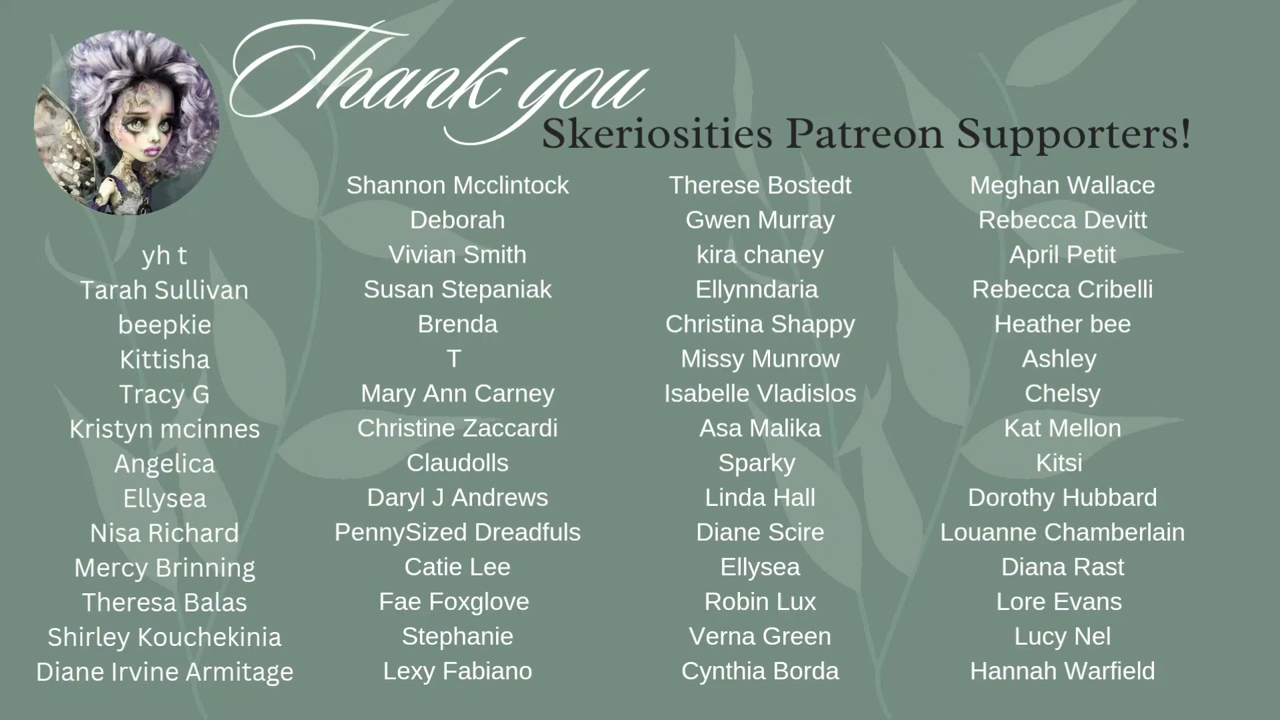 Thank you
Skeriosities Patreon Supporters!
yh t
Tarah Sullivan
beepkie
Kittisha
Tracy G
Kristyn mcinnes
Angelica
Ellysea
Nisa Richard
Mercy Brinning
Theresa Balas
Shirley Kouchekinia
Diane Irvine Armitage
Shannon Mcclintock
Deborah
Vivian Smith
Susan Stepaniak
Brenda
T
Mary Ann Carney
Christine Zaccardi
Claudolls
Daryl J Andrews
PennySized Dreadfuls
Catie Lee
Fae Foxglove
Stephanie
Lexy Fabiano
Therese Bostedt
Gwen Murray
kira chaney
Ellynndaria
Christina Shappy
Missy Munrow
Isabelle Vladislos
Asa Malika
Sparky
Linda Hall
Diane Scire
Ellysea
Robin Lux
Verna Green
Cynthia Borda
Meghan Wallace
Rebecca Devitt
April Petit
Rebecca Cribelli
Heather bee
Ashley
Chelsy
Kat Mellon
Kitsi
Dorothy Hubbard
Louanne Chamberlain
Diana Rast
Lore Evans
Lucy Nel
Hannah Warfield